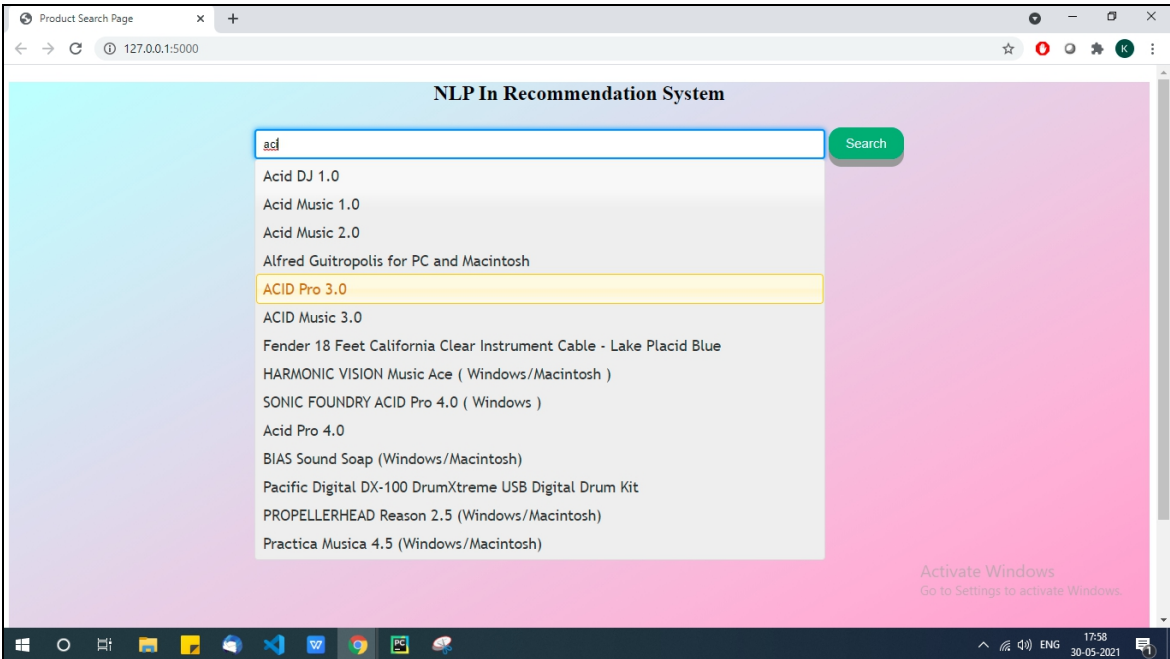 Product Search Page
127.0.0.1:5000
K
NLP In Recommendation System
aci
Search
Acid DJ 1.0
Acid Music 1.0
Acid Music 2.0
Alfred Guitropolis for PC and Macintosh
ACID Pro 3.0
ACID Music 3.0
Fender 18 Feet California Clear Instrument Cable - Lake Placid Blue
HARMONIC VISION Music Ace ( Windows/Macintosh )
SONIC FOUNDRY ACID Pro 4.0 ( Windows )
Acid Pro 4.0
BIAS Sound Soap (Windows/Macintosh)
Pacific Digital DX-100 DrumXtreme USB Digital Drum Kit
PROPELLERHEAD Reason 2.5 (Windows/Macintosh)
Practica Musica 4.5 (Windows/Macintosh)
Activate Windows
Go to Settings to activate Windows.
W
PC
ENG
17:58
30-05-2021
1